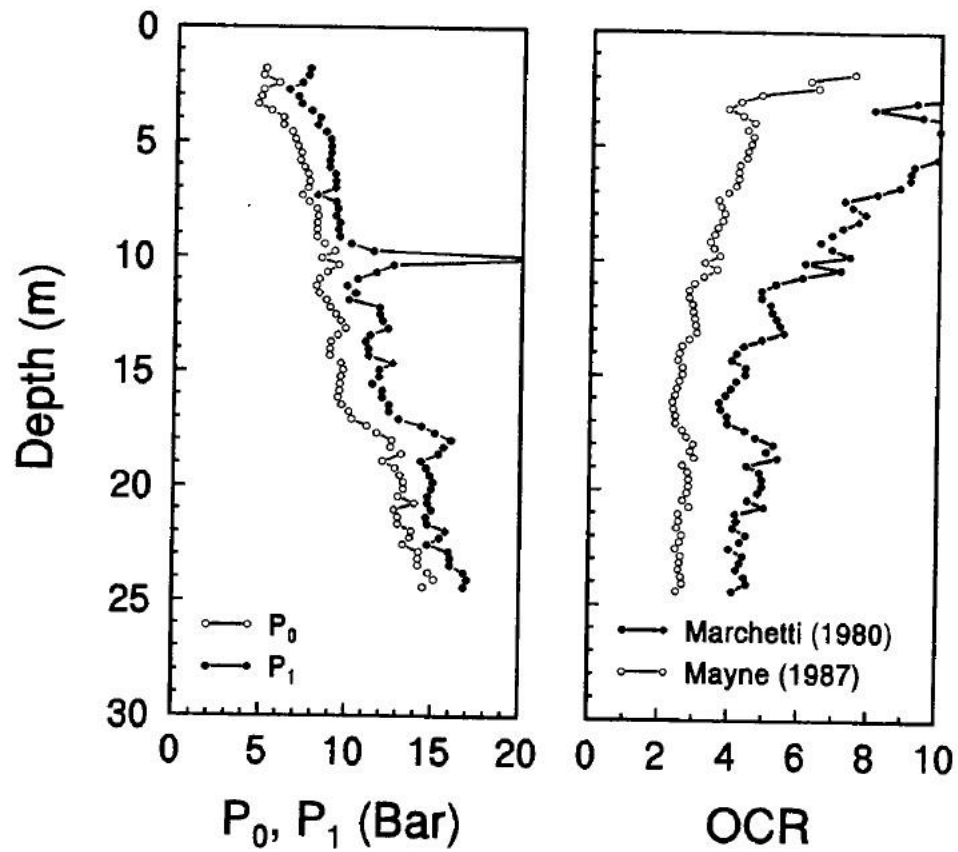 0
5
10
15
20
25
30
Depth (m)
P₀
P₁
0 5 10 15 20
P₀, P₁ (Bar)
Marchetti (1980)
Mayne (1987)
0 2 4 6 8 10
OCR